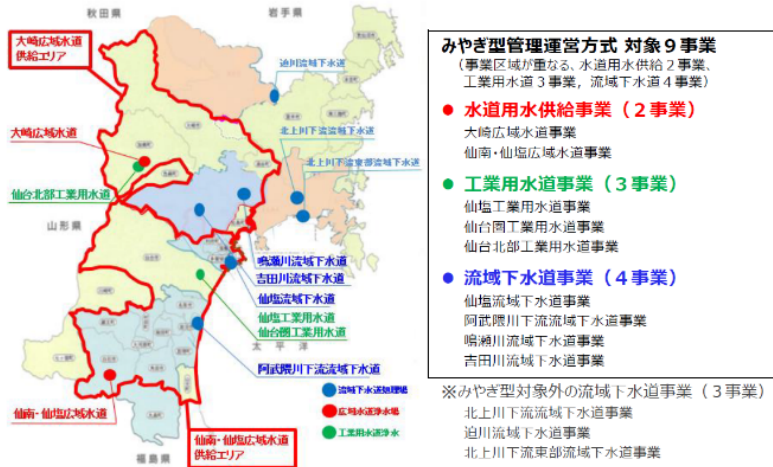 秋田県
岩手県
大崎広域水道
供給エリア
迫川流域下水道
大崎広域水道
北上川下流流域下水道
北上川下流東部流域下水道
仙台北部工業用水道
山形県
鳴瀬川流域下水道
吉田川流域下水道
仙塩流域下水道
仙塩工業用水道
仙台圏工業用水道
太平洋
阿武隈川下流流域下水道
流域下水道処理場
広域水道浄水場
工業用水道浄水
仙南・仙塩広域水道
仙南・仙塩広域水道
供給エリア
福島県
みやぎ型管理運営方式 対象9事業
（事業区域が重なる、水道用水供給2事業、
工業用水道3事業，流域下水道4事業）
● 水道用水供給事業（2事業）
大崎広域水道事業
仙南・仙塩広域水道事業
● 工業用水道事業（3事業）
仙塩工業用水道事業
仙台圏工業用水道事業
仙台北部工業用水道事業
● 流域下水道事業（4事業）
仙塩流域下水道事業
阿武隈川下流流域下水道事業
鳴瀬川流域下水道事業
吉田川流域下水道事業
※みやぎ型対象外の流域下水道事業（3事業）
北上川下流流域下水道事業
迫川流域下水道事業
北上川下流東部流域下水道事業